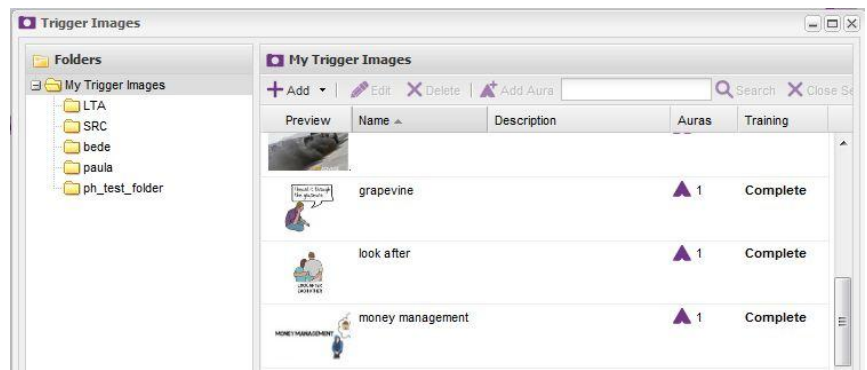 Trigger Images
Folders
My Trigger Images
LTA
SRC
bede
paula
ph_test_folder
My Trigger Images
Add Edit Delete Add Aura Search Close Se
Preview Name Description Auras Training
grapevine 1 Complete
look after 1 Complete
money management 1 Complete
MONEY MANAGEMENT